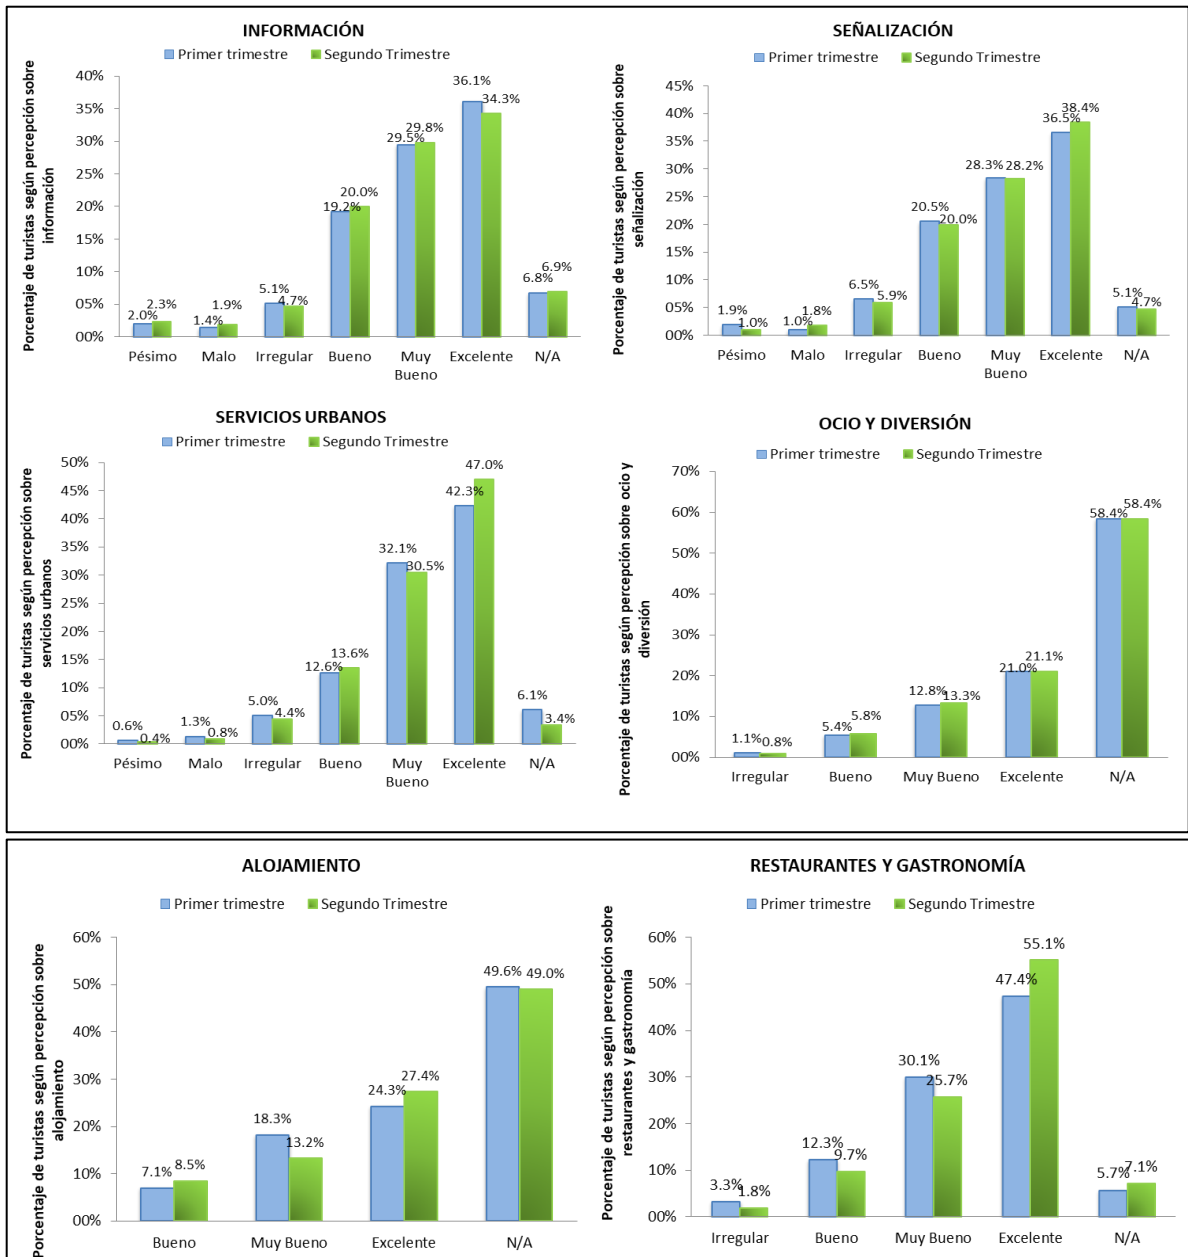 INFORMACIÓN
Primer trimestre Segundo Trimestre
Porcentaje de turistas según percepción sobre
información
40%
35%
30%
25%
20%
15%
10%
05%
00%
2.0% 2.3% 1.4% 1.9% 5.1% 4.7% 19.2% 20.0% 29.5% 29.8% 36.1% 34.3% 6.8% 6.9%
Pésimo Malo Irregular Bueno Muy Excelente N/A
Bueno
SEÑALIZACIÓN
Primer trimestre Segundo Trimestre
Porcentaje de turistas según percepción sobre
señalización
45%
40%
35%
30%
25%
20%
15%
10%
05%
00%
1.9% 1.0% 1.0% 1.8% 6.5% 5.9% 20.5% 20.0% 28.3% 28.2% 36.5% 38.4% 5.1% 4.7%
Pésimo Malo Irregular Bueno Muy Excelente N/A
Bueno
SERVICIOS URBANOS
Primer trimestre Segundo Trimestre
Porcentaje de turistas según percepción sobre
servicios urbanos
50%
45%
40%
35%
30%
25%
20%
15%
10%
05%
00%
0.6% 0.4% 1.3% 0.8% 5.0% 4.4% 12.6% 13.6% 32.1% 30.5% 42.3% 47.0% 6.1% 3.4%
Pésimo Malo Irregular Bueno Muy Excelente N/A
Bueno
OCIO Y DIVERSIÓN
Primer trimestre Segundo Trimestre
Porcentaje de turistas según percepción sobre ocio y
diversión
70%
60%
50%
40%
30%
20%
10%
00%
1.1% 0.8% 5.4% 5.8% 12.8% 13.3% 21.0% 21.1% 58.4% 58.4%
Irregular Bueno Muy Bueno Excelente N/A
ALOJAMIENTO
Primer trimestre Segundo Trimestre
Porcentaje de turistas según percepción sobre
alojamiento
60%
50%
40%
30%
20%
10%
00%
7.1% 8.5% 18.3% 13.2% 24.3% 27.4% 49.6% 49.0%
Bueno Muy Bueno Excelente N/A
RESTAURANTES Y GASTRONOMÍA
Primer trimestre Segundo Trimestre
Porcentaje de turistas según percepción sobre
restaurantes y gastronomía
60%
50%
40%
30%
20%
10%
00%
3.3% 1.8% 12.3% 9.7% 30.1% 25.7% 47.4% 55.1% 5.7% 7.1%
Irregular Bueno Muy Bueno Excelente N/A